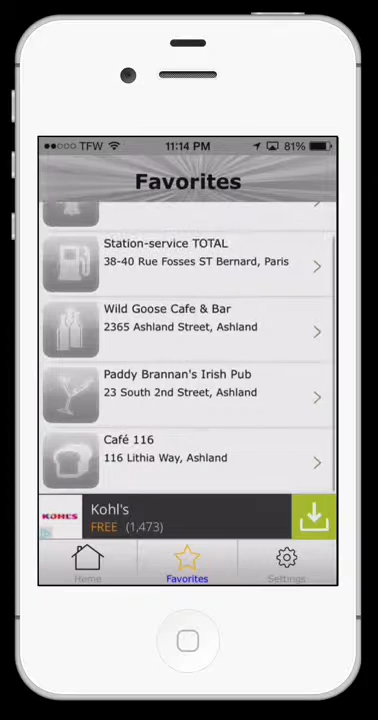 TFW 11:14 PM 81%
Favorites
Station-service TOTAL
38-40 Rue Fosses ST Bernard, Paris
Wild Goose Cafe & Bar
2365 Ashland Street, Ashland
Paddy Brannan's Irish Pub
23 South 2nd Street, Ashland
Café 116
116 Lithia Way, Ashland
KOHL'S
Kohl's
FREE (1,473)
Home Favorites Settings